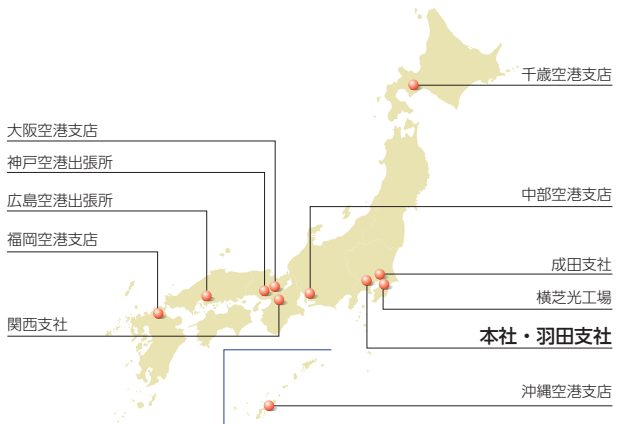 千歳空港支店
大阪空港支店
神戸空港出張所
広島空港出張所
福岡空港支店
関西支社
中部空港支店
成田支社
横芝光工場
本社・羽田支社
沖縄空港支店